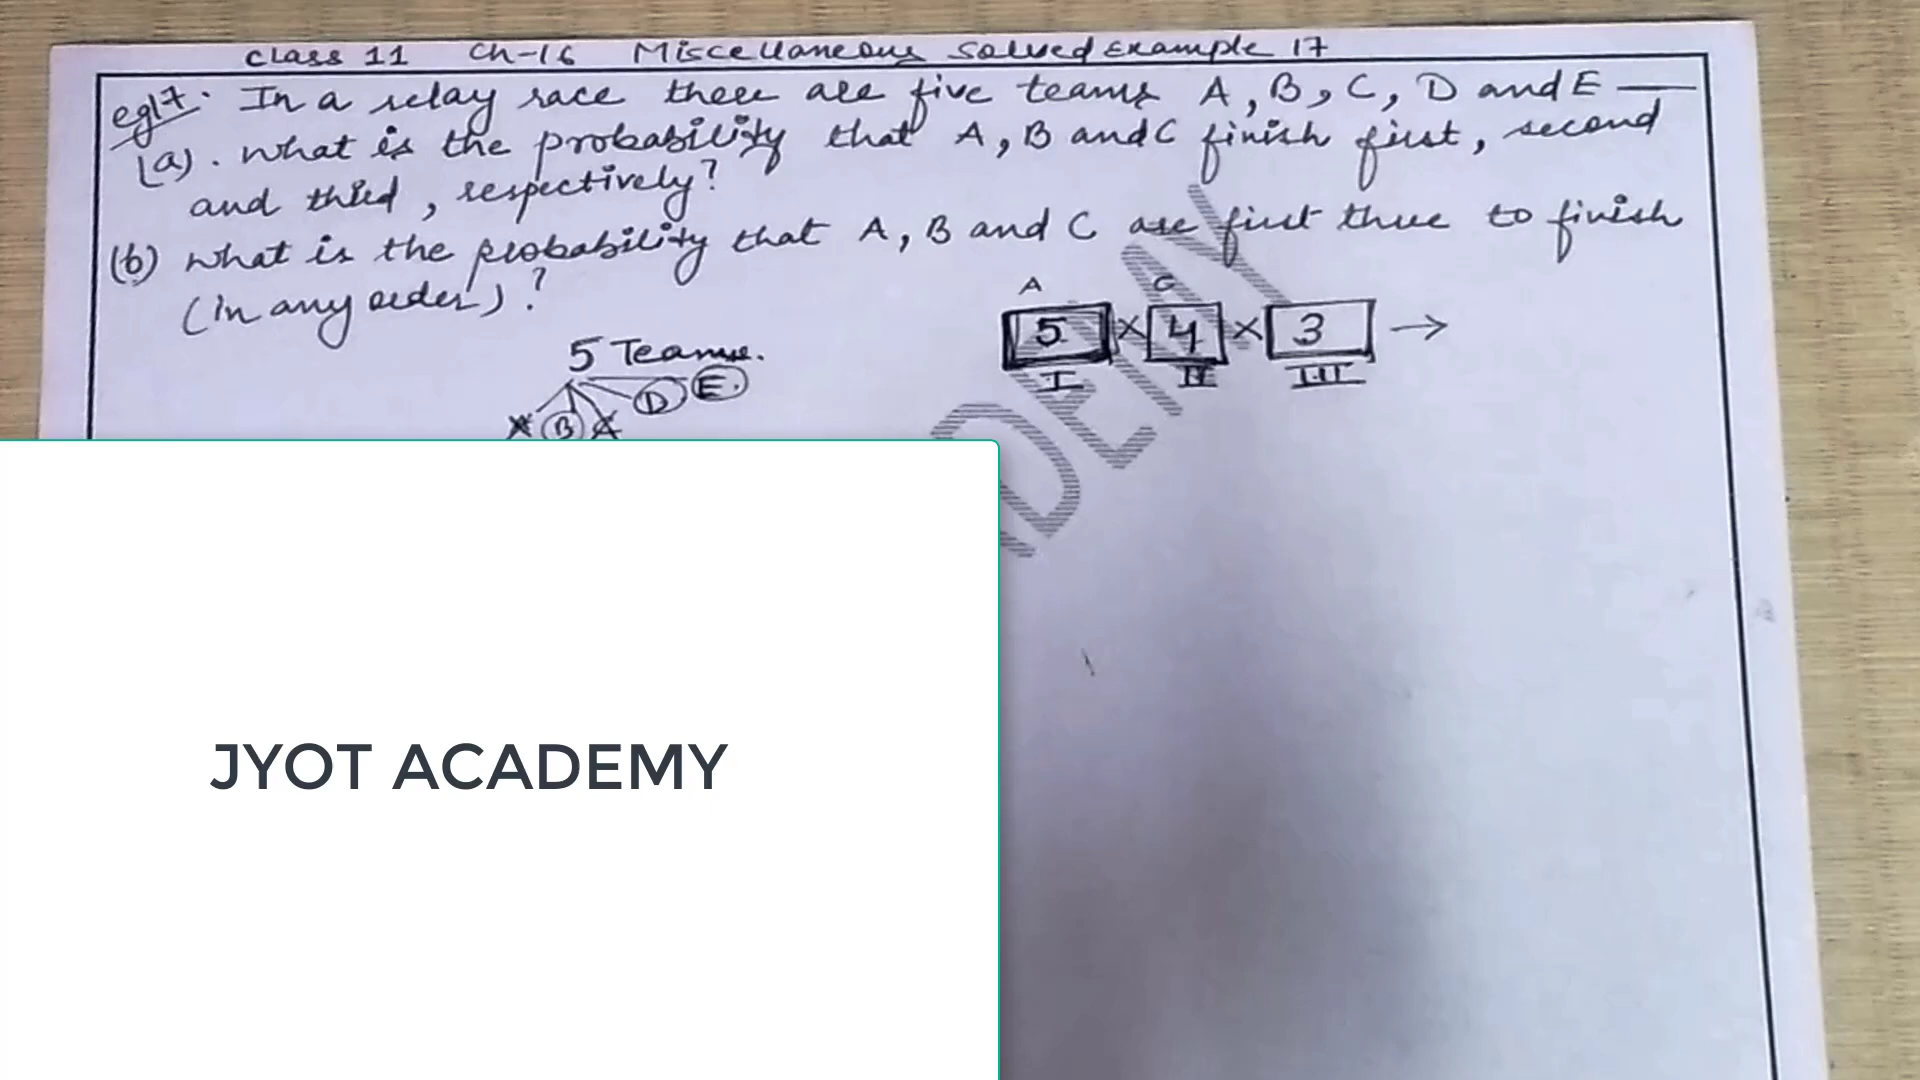 Class 11 Ch-16 Miscellaneous Solved Example 17
eg17. In a relay race there are five teams A, B, C, D and E
(a). What is the probability that A, B and C finish first, second
and third, respectively?
(b) What is the probability that A, B and C are first three to finish
(in any order)?
A C
5 × 4 × 3 →
I II III
5 Teams.
A B C D E.
DEMY
JYOT ACADEMY